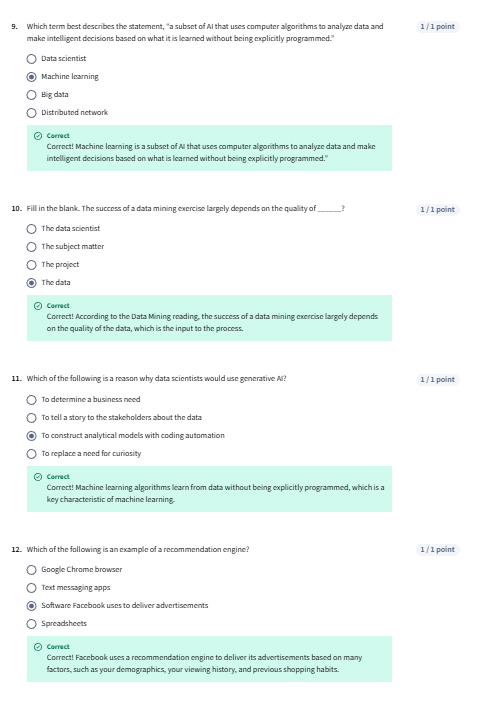 9. Which term best describes the statement, “a subset of AI that uses computer algorithms to analyze data and 1 / 1 point
make intelligent decisions based on what it is learned without being explicitly programmed.”
Data scientist
Machine learning
Big data
Distributed network
Correct
Correct! Machine learning is a subset of AI that uses computer algorithms to analyze data and make
intelligent decisions based on what is learned without being explicitly programmed.”
10. Fill in the blank. The success of a data mining exercise largely depends on the quality of ______? 1 / 1 point
The data scientist
The subject matter
The project
The data
Correct
Correct! According to the Data Mining reading, the success of a data mining exercise largely depends
on the quality of the data, which is the input to the process.
11. Which of the following is a reason why data scientists would use generative AI? 1 / 1 point
To determine a business need
To tell a story to the stakeholders about the data
To construct analytical models with coding automation
To replace a need for curiosity
Correct
Correct! Machine learning algorithms learn from data without being explicitly programmed, which is a
key characteristic of machine learning.
12. Which of the following is an example of a recommendation engine? 1 / 1 point
Google Chrome browser
Text messaging apps
Software Facebook uses to deliver advertisements
Spreadsheets
Correct
Correct! Facebook uses a recommendation engine to deliver its advertisements based on many
factors, such as your demographics, your viewing history, and previous shopping habits.